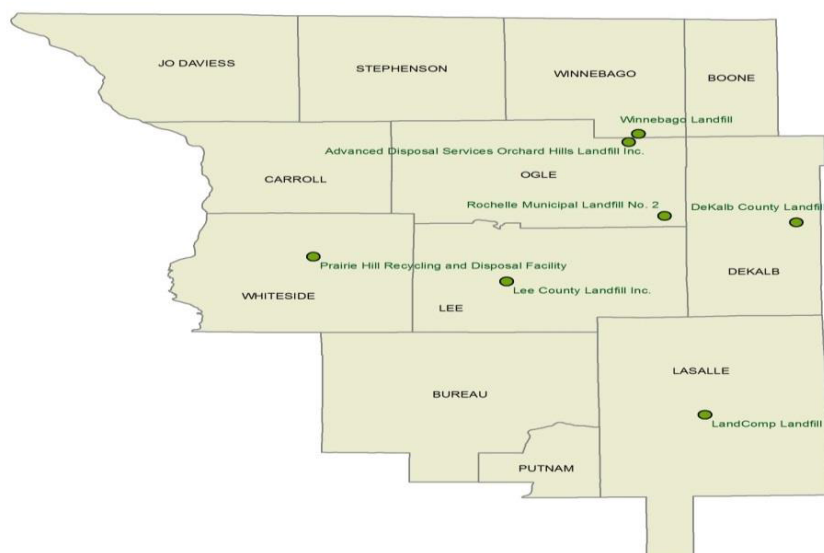 JO DAVIESS
STEPHENSON
WINNEBAGO
BOONE
Winnebago Landfill
Advanced Disposal Services Orchard Hills Landfill Inc.
CARROLL
OGLE
Rochelle Municipal Landfill No. 2
DeKalb County Landfill
Prairie Hill Recycling and Disposal Facility
DEKALB
WHITESIDE
Lee County Landfill Inc.
LEE
LASALLE
BUREAU
LandComp Landfill
PUTNAM